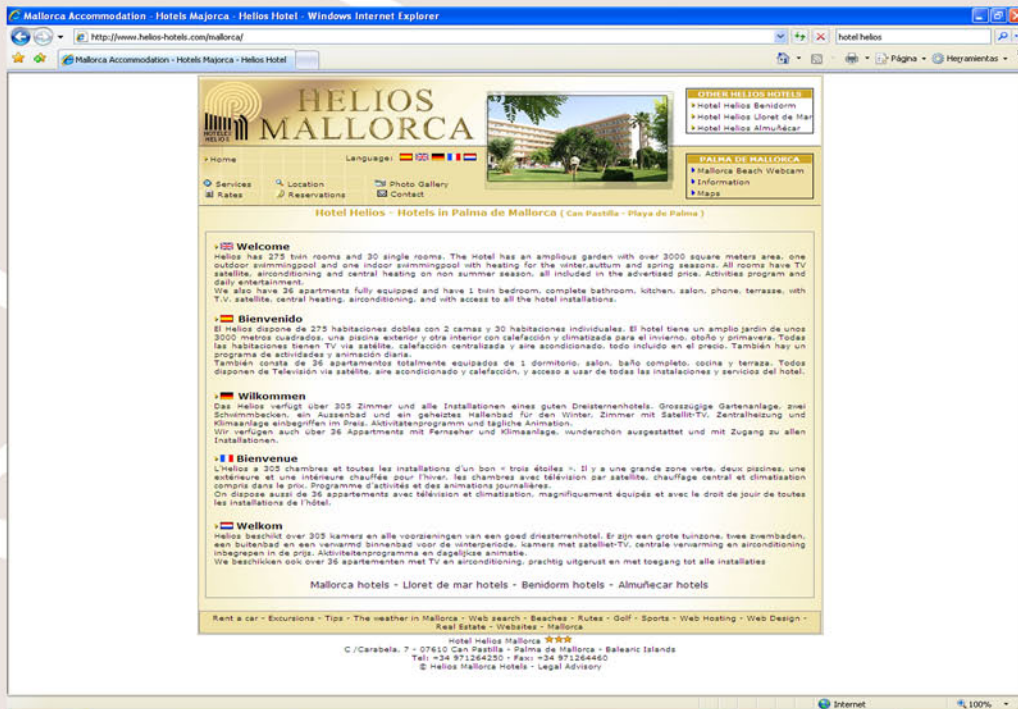 Mallorca Accommodation - Hotels Majorca - Helios Hotel - Windows Internet Explorer
http://www.helios-hotels.com/mallorca/
hotel helios
Mallorca Accommodation - Hotels Majorca - Helios Hotel
Página
Herramientas
HELIOS
MALLORCA
HOTELES
HELIOS
OTHER HELIOS HOTELS
Hotel Helios Benidorm
Hotel Helios Lloret de Mar
Hotel Helios Almuñécar
Home
Language:
Services
Location
Photo Gallery
Rates
Reservations
Contact
PALMA DE MALLORCA
Mallorca Beach Webcam
Information
Maps
Hotel Helios - Hotels in Palma de Mallorca ( Can Pastilla - Playa de Palma )
Welcome
Helios has 275 twin rooms and 30 single rooms. The Hotel has an amplious garden with over 3000 square meters area, one
outdoor swimmingpool and one indoor swimmingpool with heating for the winter,auttum and spring seasons. All rooms have TV
satellite, airconditioning and central heating on non summer season, all included in the advertised price. Activities program and
daily entertainment.
We also have 36 apartments fully equipped and have 1 twin bedroom, complete bathroom, kitchen, salon, phone, terrasse, with
T.V. satellite, central heating, airconditioning, and with access to all the hotel installations.
Bienvenido
El Helios dispone de 275 habitaciones dobles con 2 camas y 30 habitaciones individuales. El hotel tiene un amplio jardin de unos
3000 metros cuadrados, una piscina exterior y otra interior con calefacción y climatizada para el invierno, otoño y primavera. Todas
las habitaciones tienen TV via satélite, calefacción centralizada y aire acondicionado, todo incluido en el precio. También hay un
programa de actividades y animación diaria.
También consta de 36 apartamentos totalmente equipados de 1 dormitorio, salon, baño completo, cocina y terraza. Todos
disponen de Televisión via satélite, aire acondicionado y calefacción, y acceso a usar de todas las instalaciones y servicios del hotel.
Wilkommen
Das Helios verfügt über 305 Zimmer und alle Installationen eines guten Dreisternenhotels. Grosszügige Gartenanlage, zwei
Schwimmbecken, ein Aussenbad und ein geheiztes Hallenbad für den Winter, Zimmer mit Satellit-TV, Zentralheizung und
Klimaanlage einbegriffen im Preis. Aktivitatenprogramm und tägliche Animation.
Wir verfügen auch über 36 Appartments mit Fernseher und Klimaanlage, wunderschön ausgestattet und mit Zugang zu allen
Installationen.
Bienvenue
L'Helios a 305 chambres et toutes les installations d'un bon « trois étoiles ». Il y a une grande zone verte, deux piscines, une
extérieure et une intérieure chauffée pour l'hiver, les chambres avec télévision par satellite, chauffage central et climatisation
compris dans le prix. Programme d'activités et des animations journalières.
On dispose aussi de 36 appartements avec télévision et climatisation, magnifiquement équipés et avec le droit de jouir de toutes
les installations de l'hôtel.
Welkom
Helios beschikt over 305 kamers en alle voorzieningen van een goed driesterrenhotel. Er zijn een grote tuinzone, twee zwembaden,
een buitenbad en een verwarmd binnenbad voor de winterperiode, kamers met satelliet-TV, centrale verwarming en airconditioning
inbegrepen in de prijs. Aktiviteitenprogramma en dagelijkse animatie.
We beschikken ook over 36 apartementen met TV en airconditioning, prachtig uitgerust en met toegang tot alle installaties
Mallorca hotels - Lloret de mar hotels - Benidorm hotels - Almuñecar hotels
Rent a car - Excursions - Tips - The weather in Mallorca - Web search - Beaches - Rutes - Golf - Sports - Web Hosting - Web Design -
Real Estate - Websites - Mallorca
Hotel Helios Mallorca
C /Carabela, 7 - 07610 Can Pastilla - Palma de Mallorca - Balearic Islands
Tel: +34 971264250 - Fax: +34 971264460
© Helios Mallorca Hotels - Legal Advisory
Internet
100%